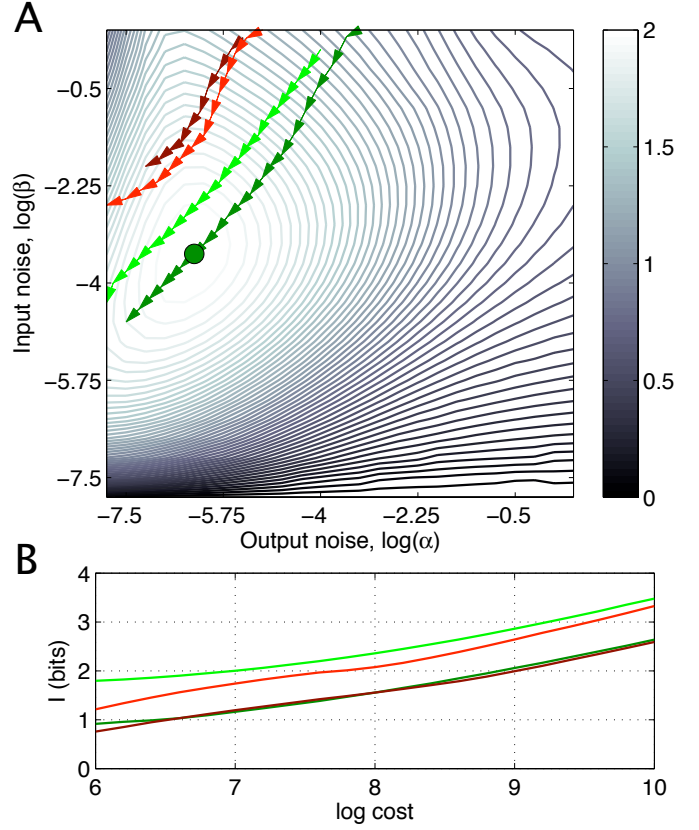 A
Input noise, log(β)
−0.5
−2.25
−4
−5.75
−7.5
−7.5 −5.75 −4 −2.25 −0.5
Output noise, log(α)
2
1.5
1
0.5
0
B
I (bits)
4
3
2
1
0
6 7 8 9 10
log cost